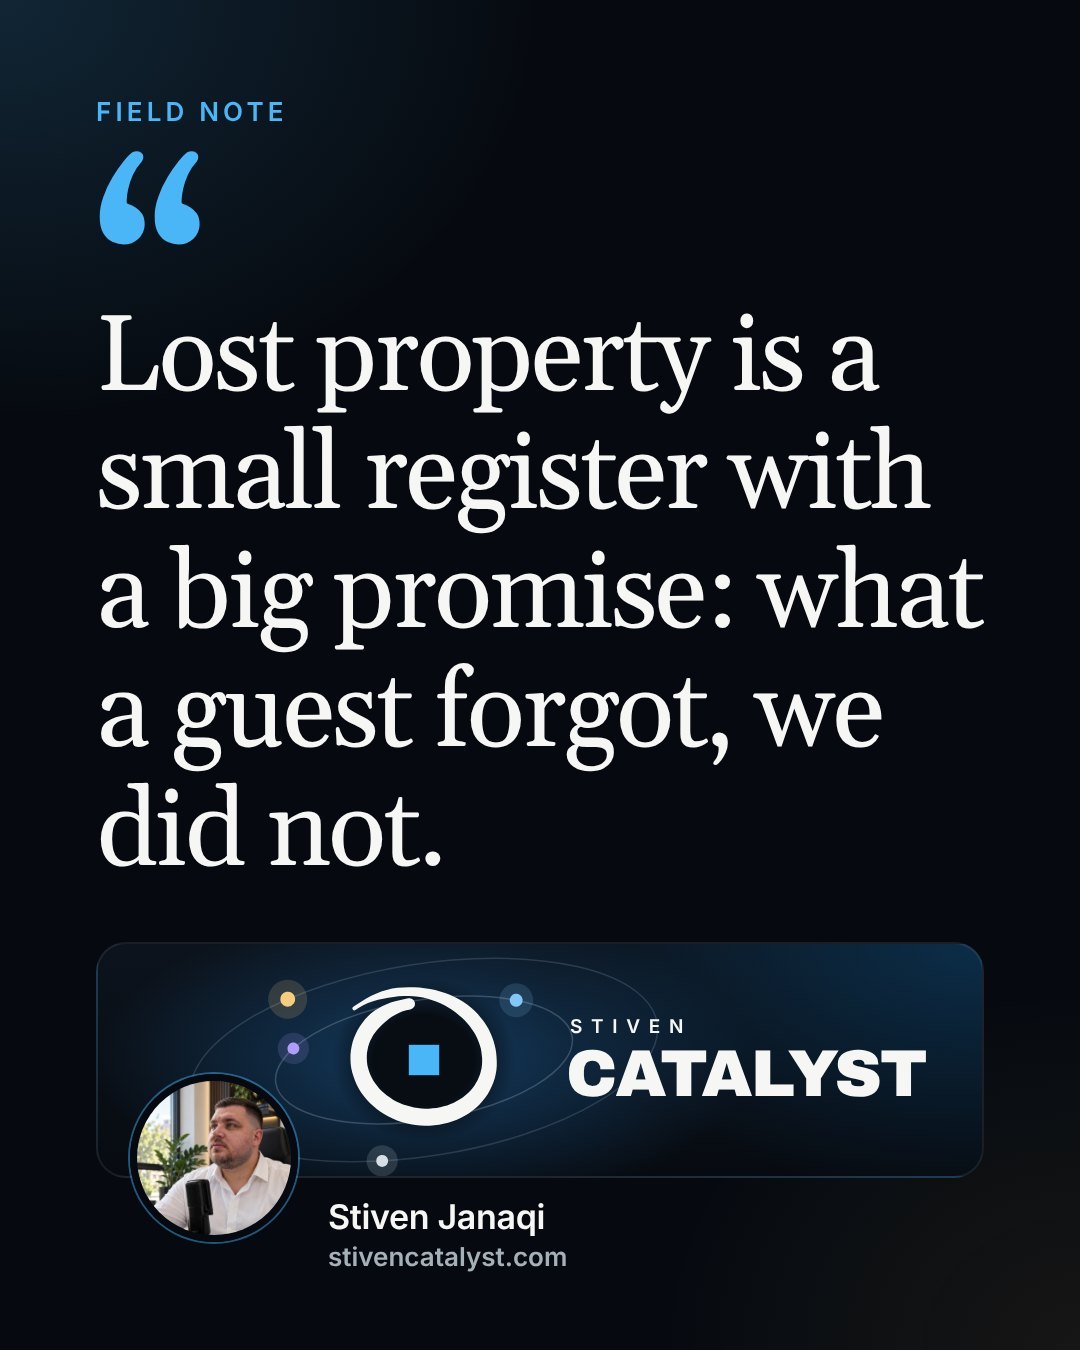 FIELD NOTE
“
Lost property is a
small register with
a big promise: what
a guest forgot, we
did not.
STIVEN
CATALYST
Stiven Janaqi
stivencatalyst.com